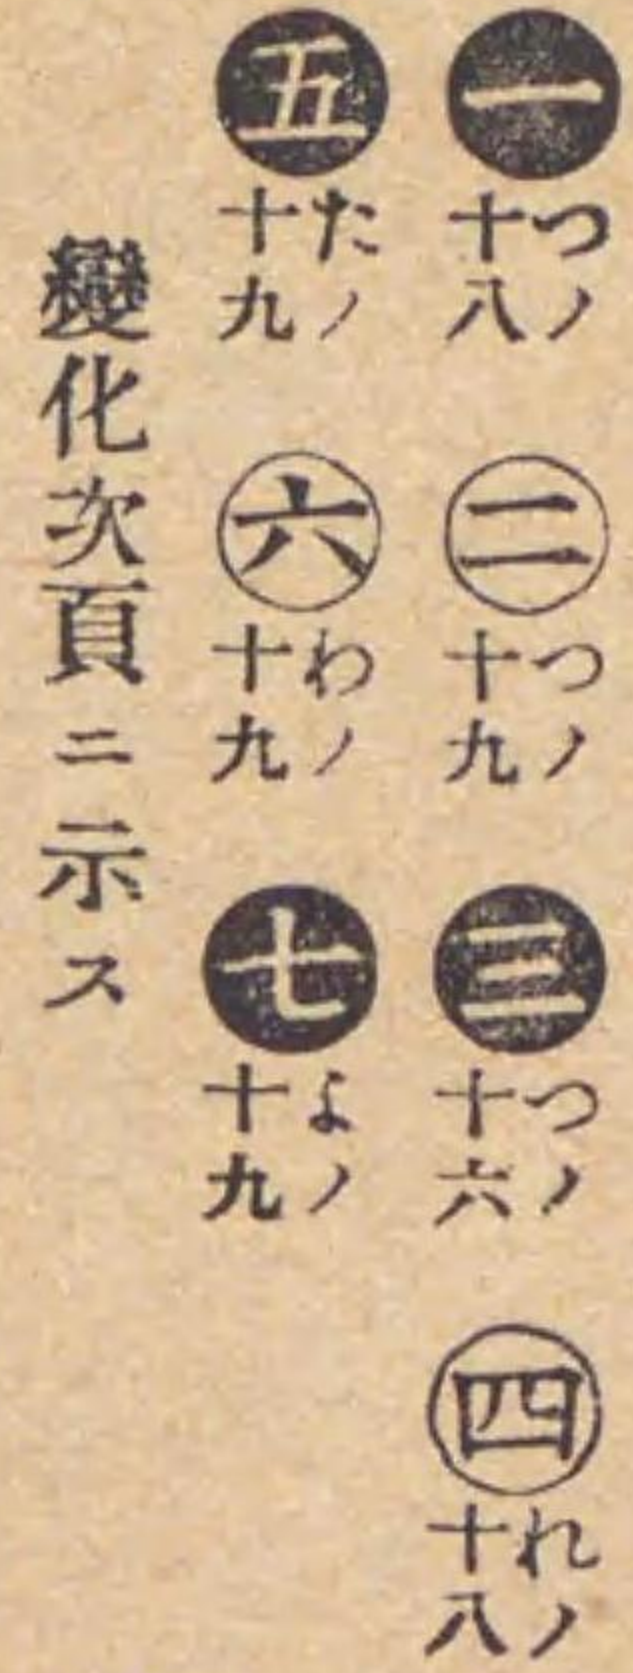 一 つノ十八 二 つノ十九 三 つノ十六 四 れノ十八
五 たノ十九 六 わノ十九 七 よノ十九
變化次頁ニ示ス